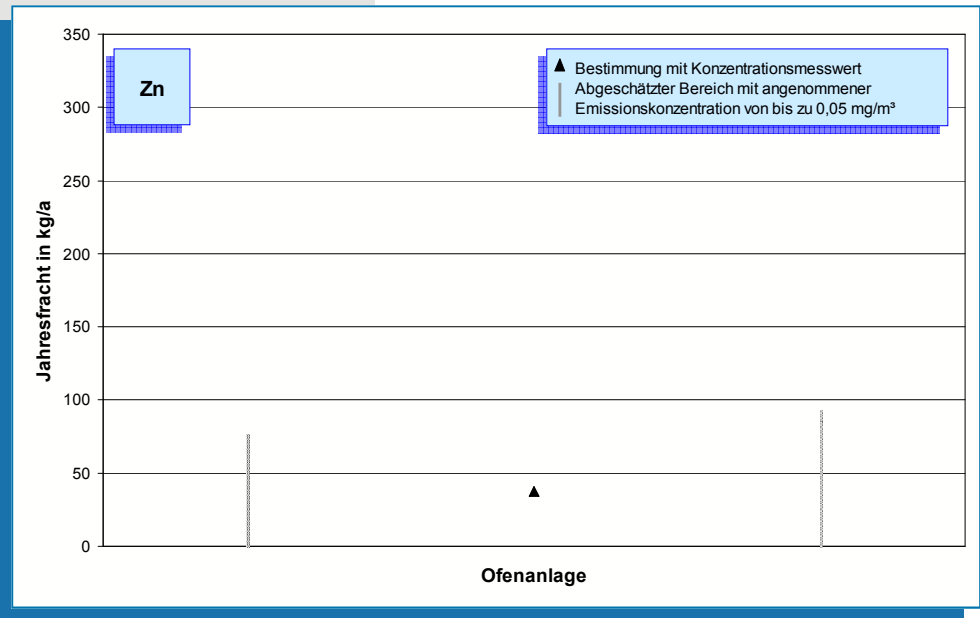 Zn
Bestimmung mit Konzentrationsmesswert
Abgeschätzter Bereich mit angenommener
Emissionskonzentration von bis zu 0,05 mg/m³
Jahresfracht in kg/a
350
300
250
200
150
100
50
0
Ofenanlage